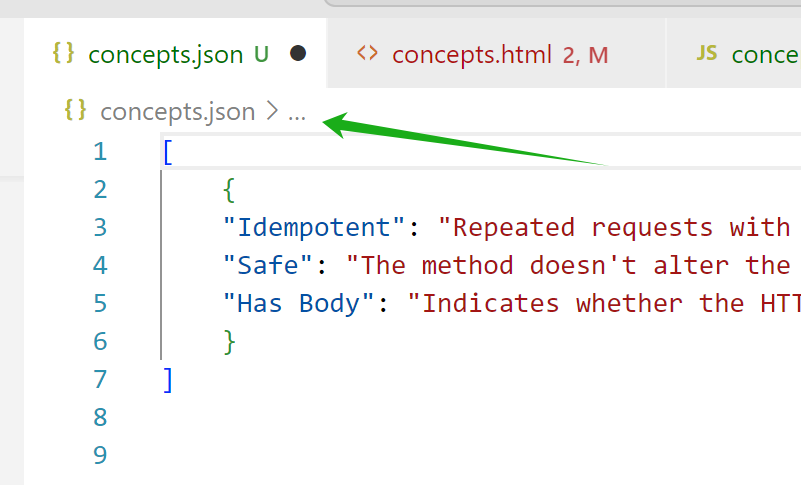 {} concepts.json U ● <> concepts.html 2, M JS conce
{} concepts.json > ...
1 [
2 {
3 "Idempotent": "Repeated requests with
4 "Safe": "The method doesn't alter the
5 "Has Body": "Indicates whether the HTT
6 }
7 ]
8
9